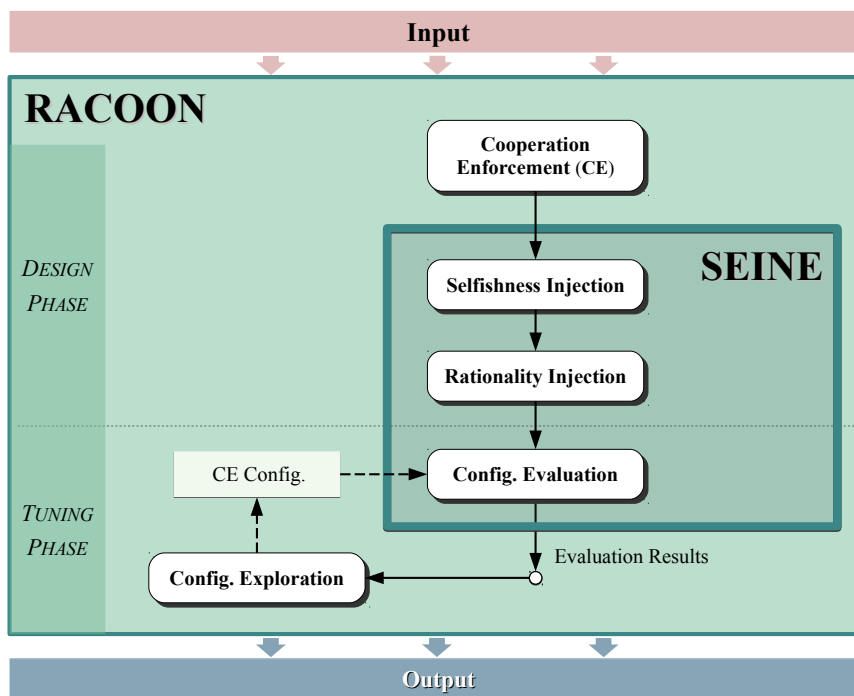 Input
RACOON
Cooperation
Enforcement (CE)
SEINE
DESIGN
PHASE
Selfishness Injection
Rationality Injection
CE Config.
Config. Evaluation
TUNING
PHASE
Evaluation Results
Config. Exploration
Output